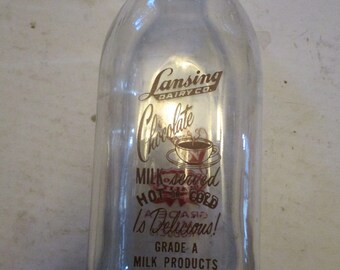 Lansing
DAIRY CO.
Chocolate
MILK-served
HOT or COLD
Is Delicious!
GRADE A
MILK PRODUCTS